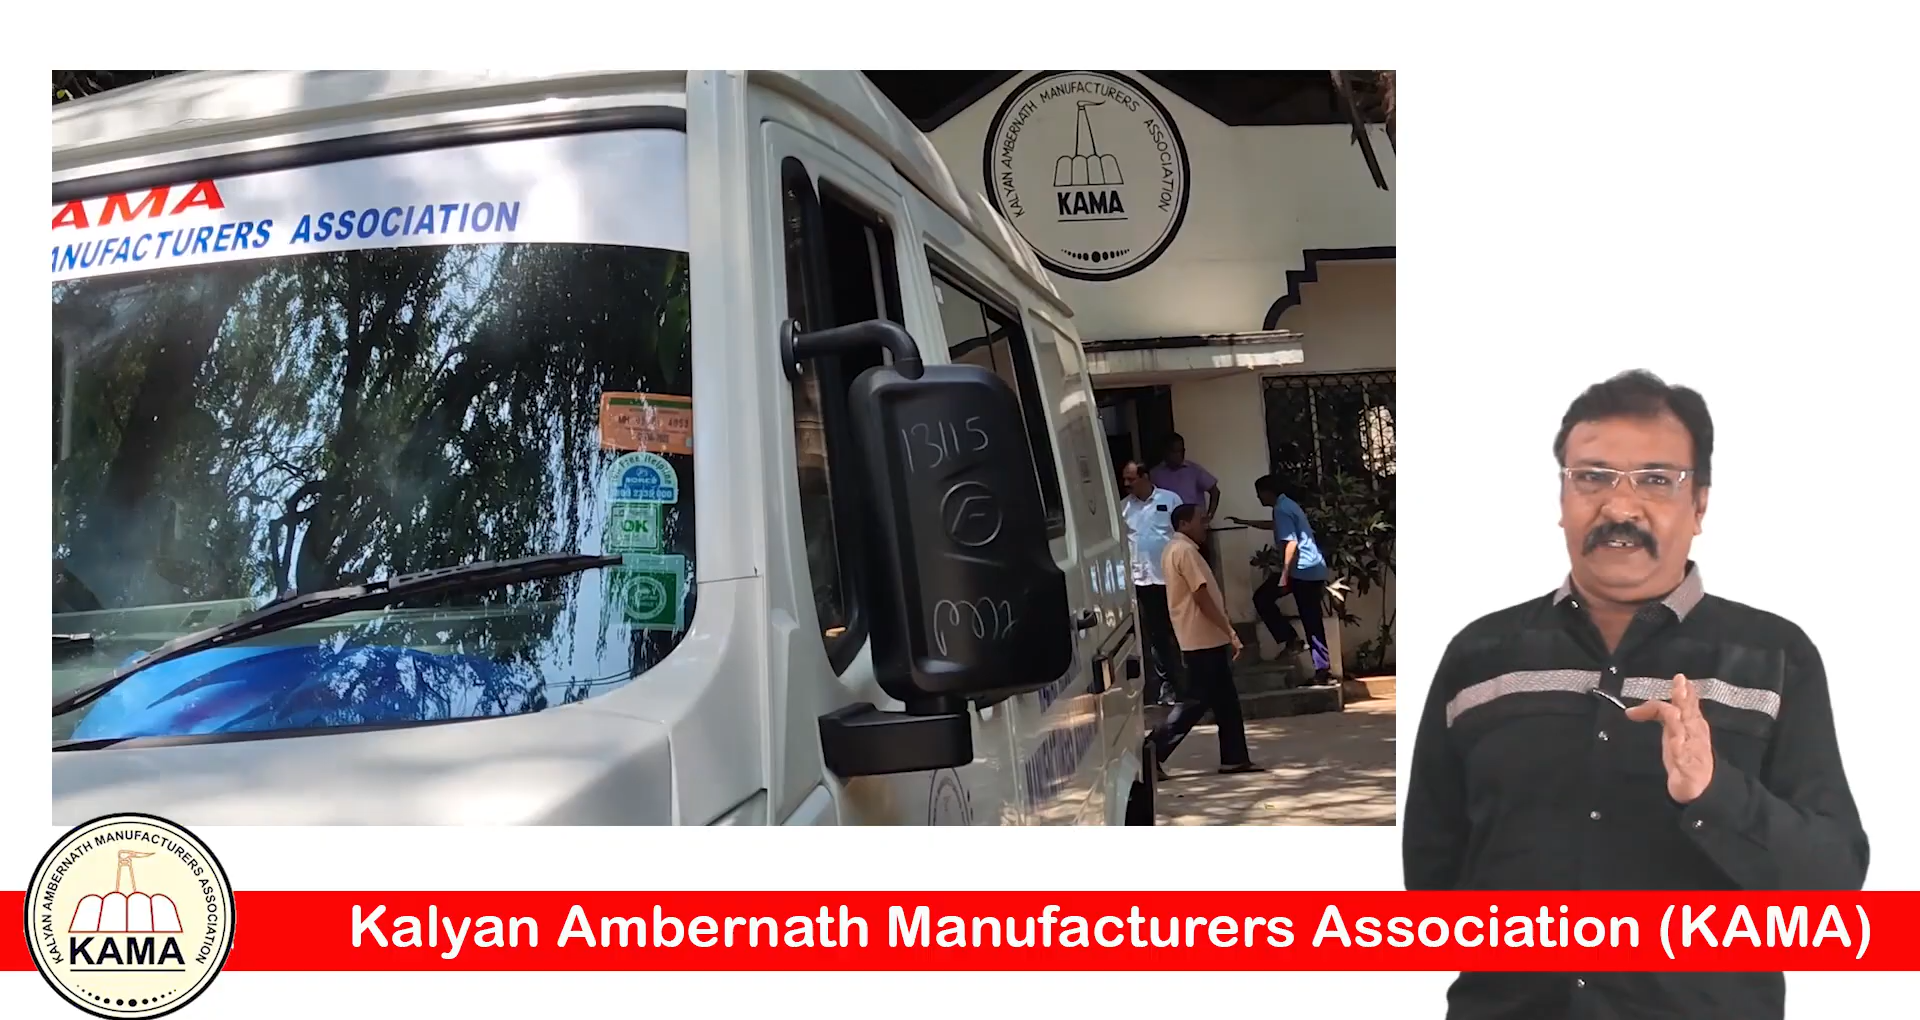 AMA
ANUFACTURERS ASSOCIATION
KALYAN AMBERNATH MANUFACTURERS ASSOCIATION
KAMA
13115
OK
KALYAN AMBERNATH MANUFACTURERS ASSOCIATION
KAMA
Kalyan Ambernath Manufacturers Association (KAMA)